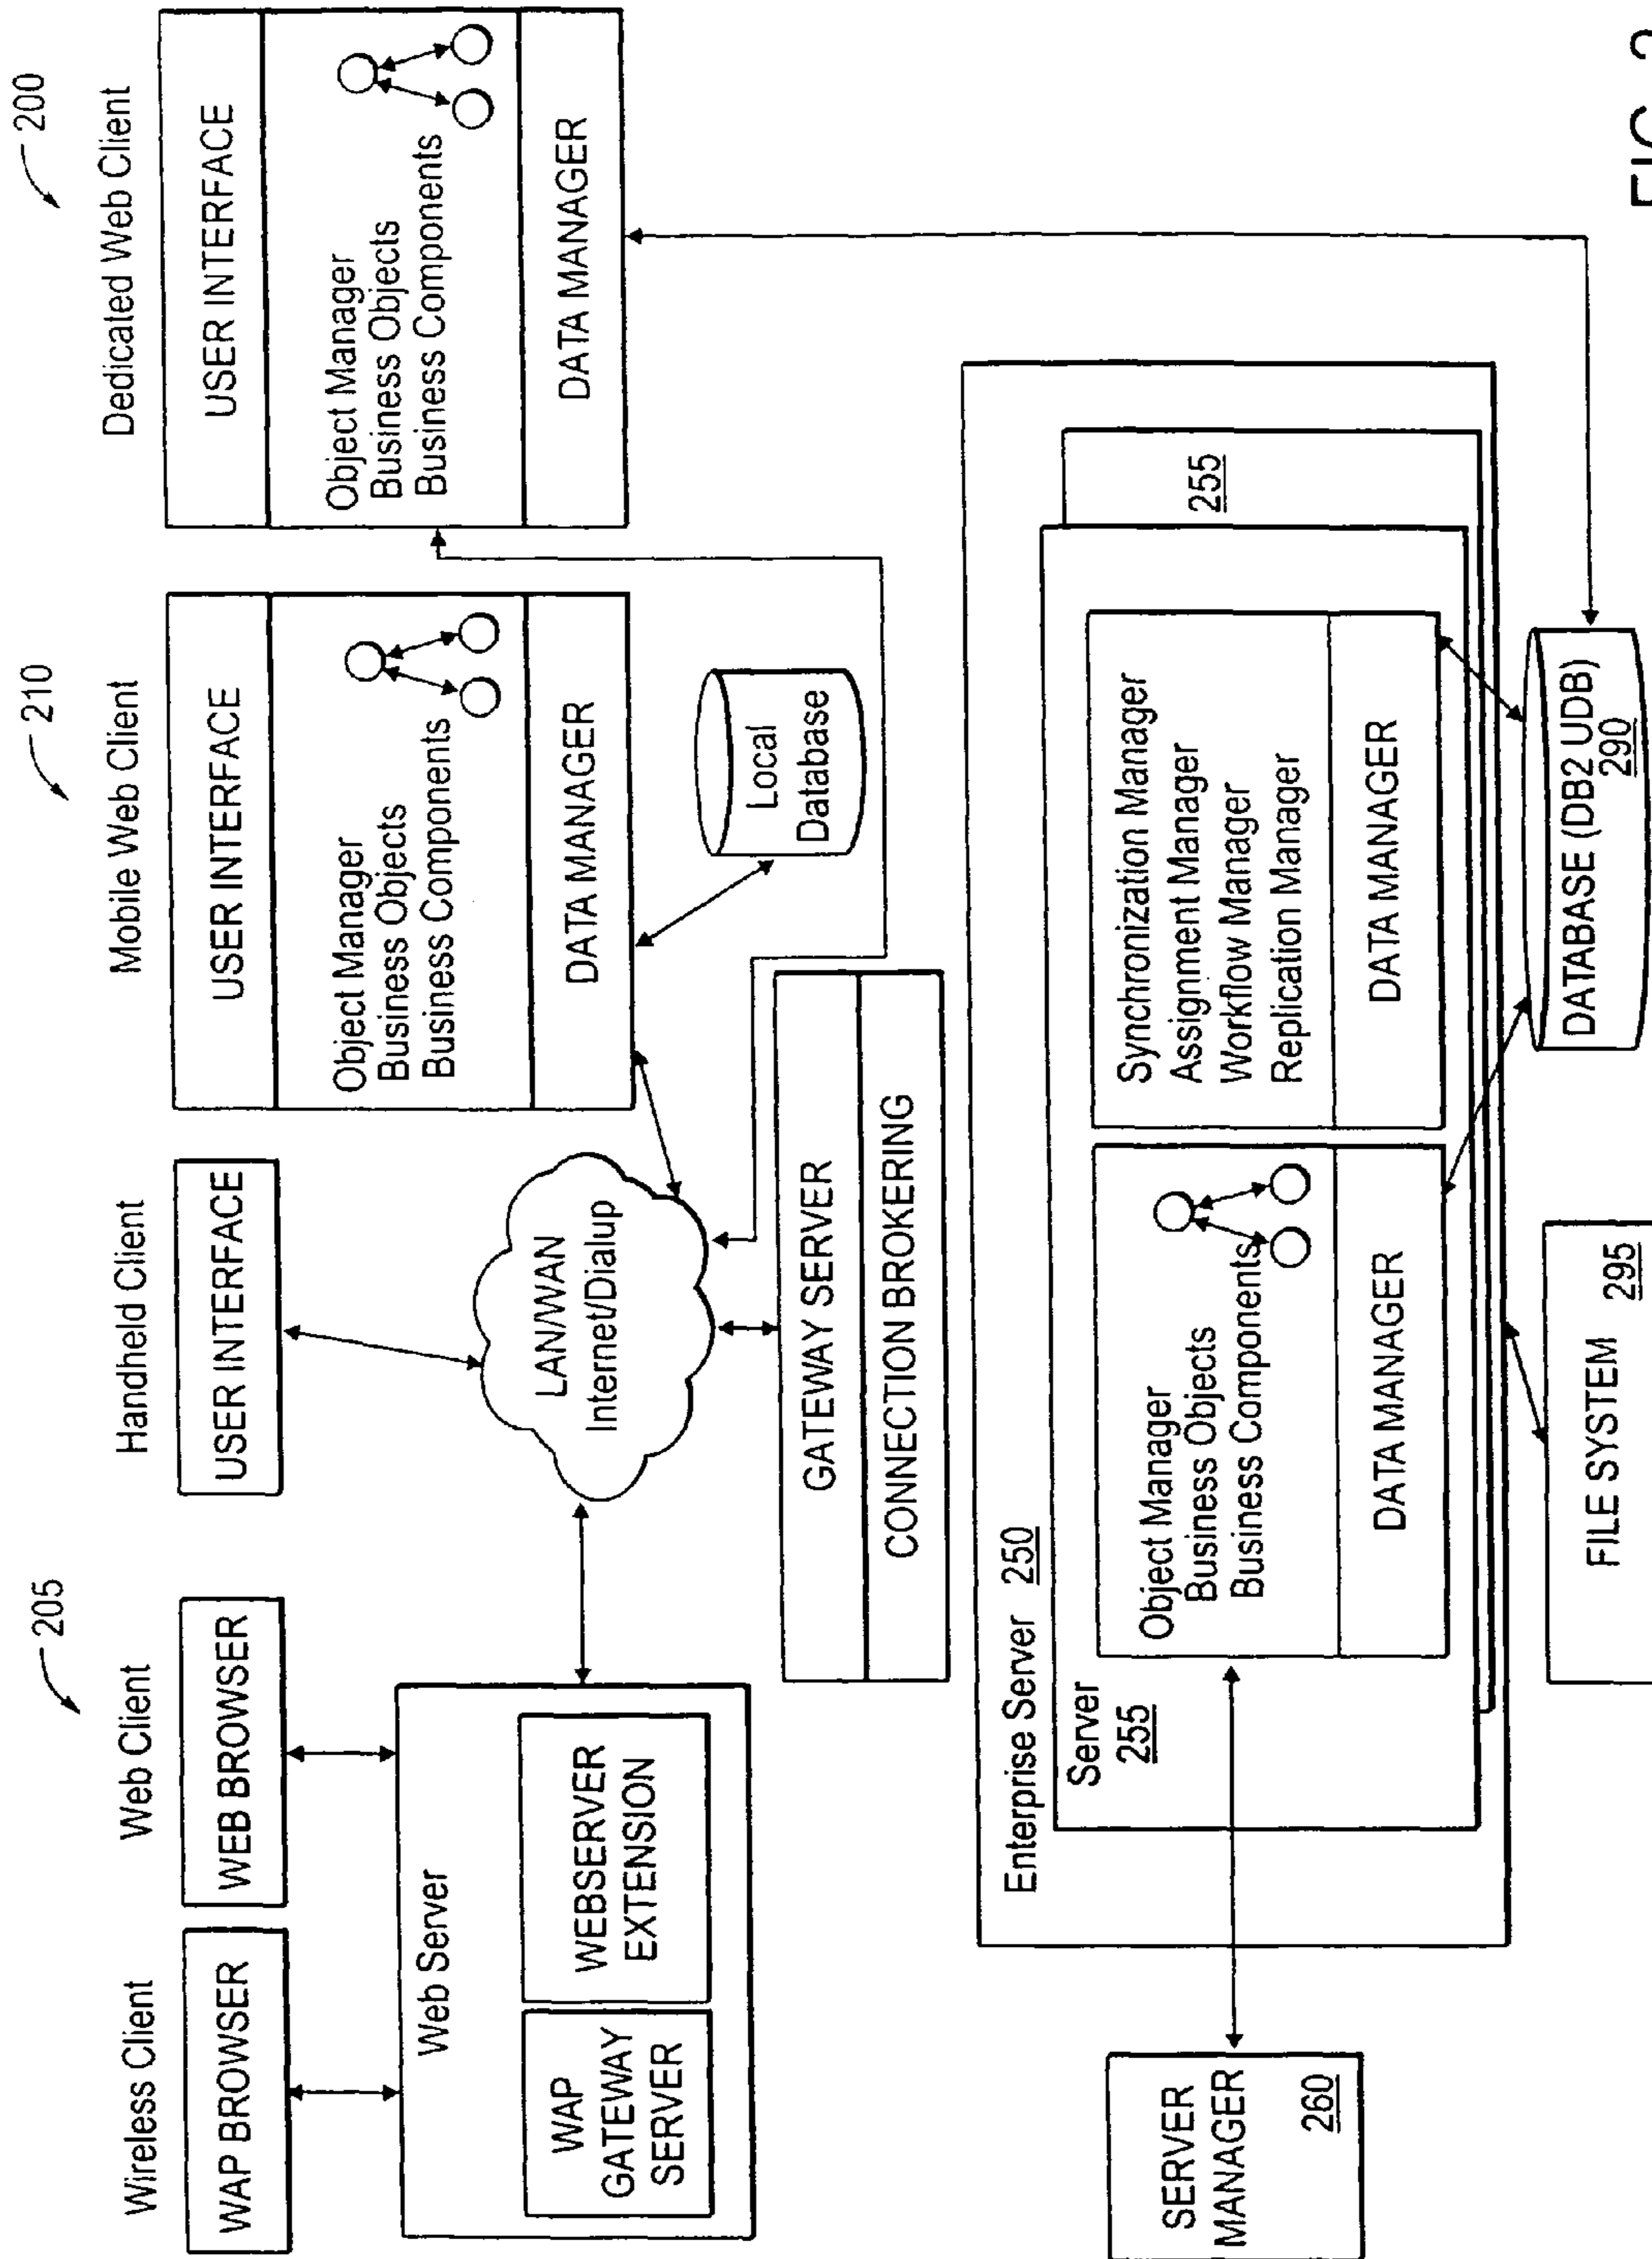 Wireless Client
WAP BROWSER
205
Web Client
WEB BROWSER
Handheld Client
USER INTERFACE
210
Mobile Web Client
USER INTERFACE
Object Manager
Business Objects
Business Components
DATA MANAGER
200
Dedicated Web Client
USER INTERFACE
Object Manager
Business Objects
Business Components
DATA MANAGER
Web Server
WAP
GATEWAY
SERVER
WEBSERVER
EXTENSION
LAN/WAN
Internet/Dialup
Local
Database
GATEWAY SERVER
CONNECTION BROKERING
Enterprise Server 250
Server
255
Object Manager
Business Objects
Business Components
DATA MANAGER
Synchronization Manager
Assignment Manager
Workflow Manager
Replication Manager
DATA MANAGER
255
SERVER
MANAGER
260
FILE SYSTEM
295
DATABASE (DB2 UDB)
290